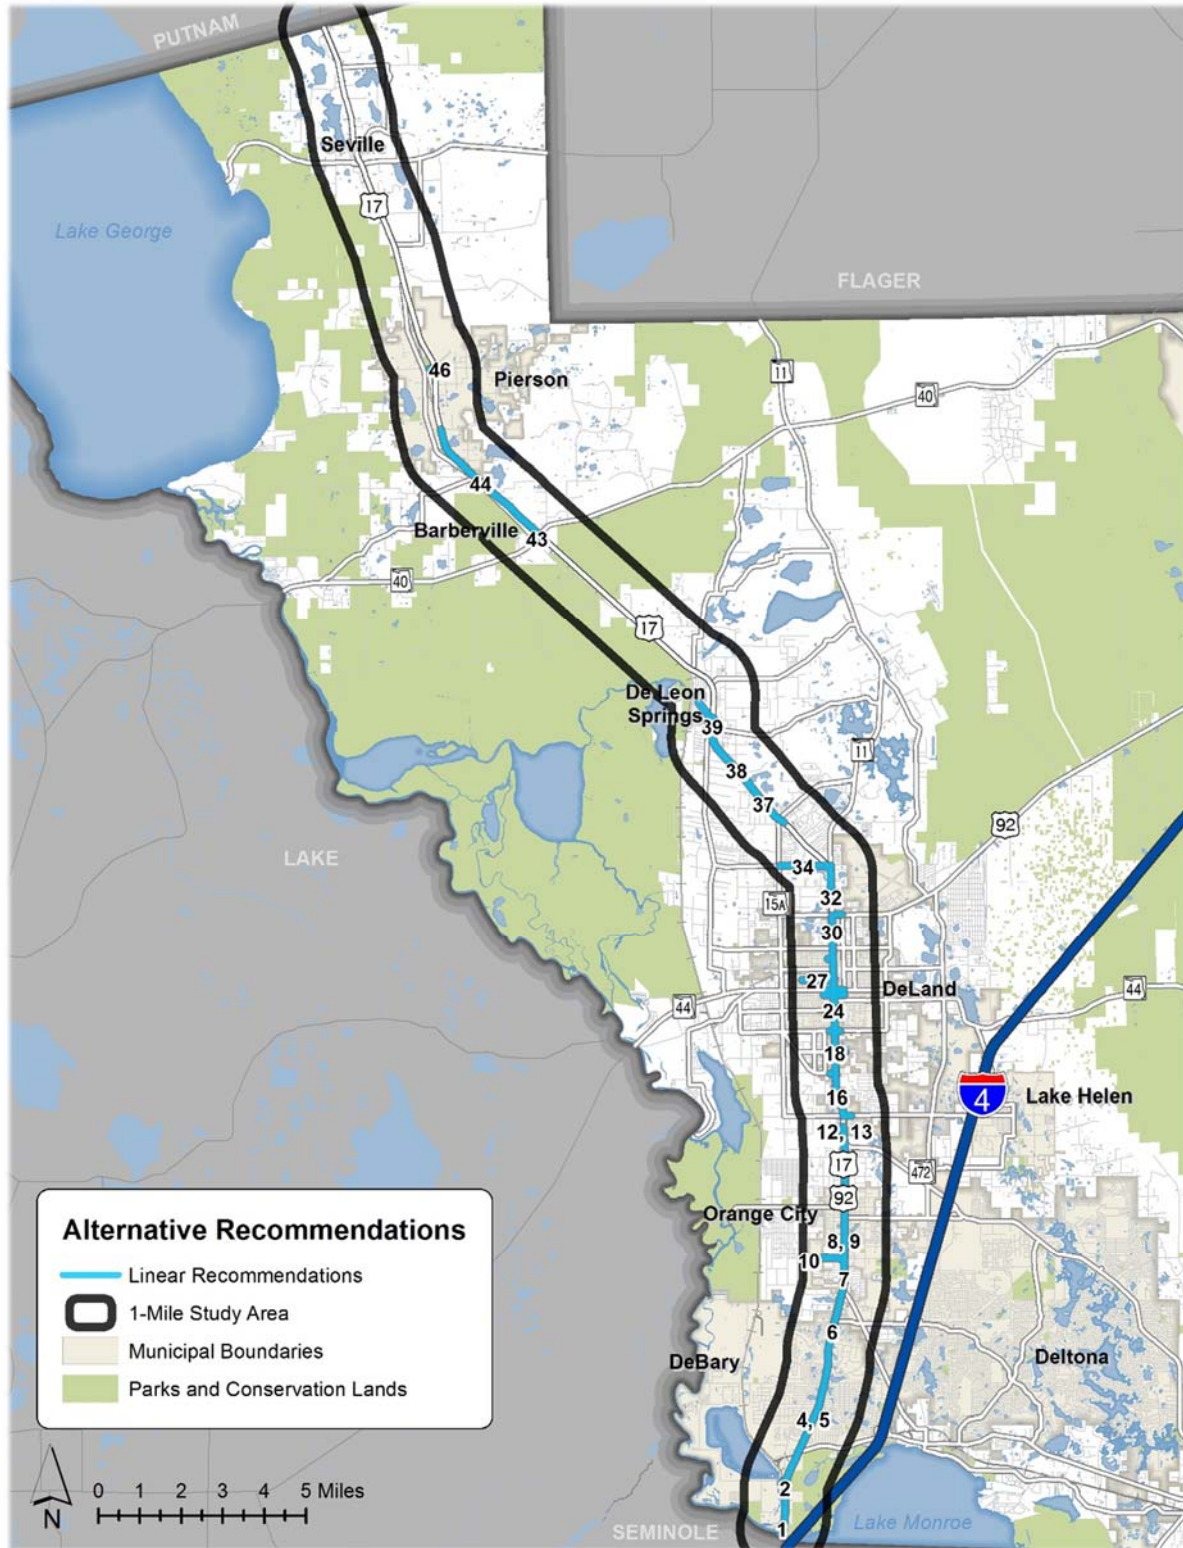 PUTNAM
Seville
17
Lake George
FLAGER
11
46
Pierson
40
44
Barberville
43
40
17
De Leon
Springs
39
11
38
37
92
LAKE
34
15A
32
30
27
DeLand
44
44
24
18
4
Lake Helen
16
12, 13
17
472
92
Orange City
8, 9
10
7
6
DeBary
Deltona
4, 5
2
1
SEMINOLE
Lake Monroe
Alternative Recommendations
Linear Recommendations
1-Mile Study Area
Municipal Boundaries
Parks and Conservation Lands
N
0 1 2 3 4 5 Miles